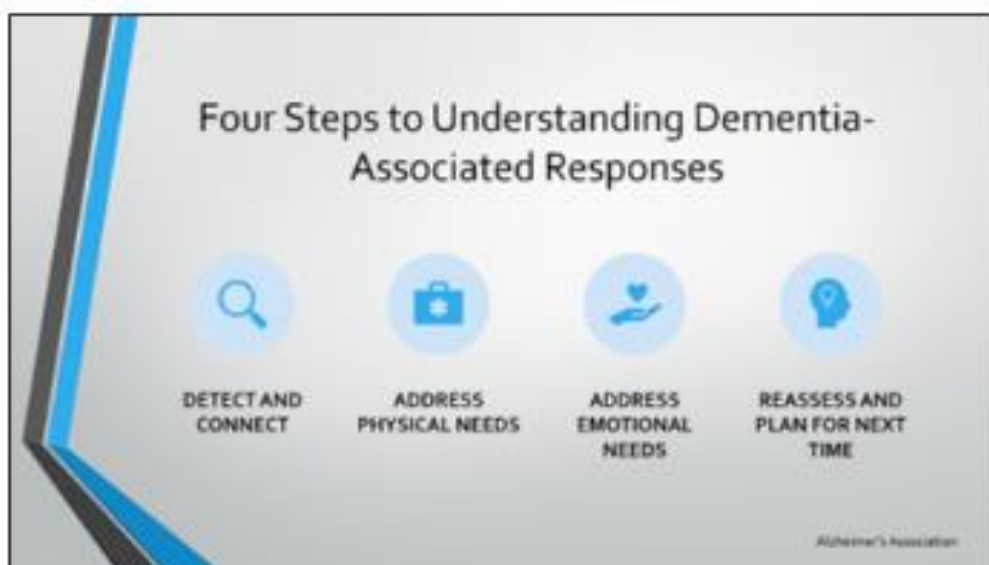 Four Steps to Understanding Dementia-
Associated Responses
DETECT AND
CONNECT
ADDRESS
PHYSICAL NEEDS
ADDRESS
EMOTIONAL
NEEDS
REASSESS AND
PLAN FOR NEXT
TIME
Alzheimer's Association